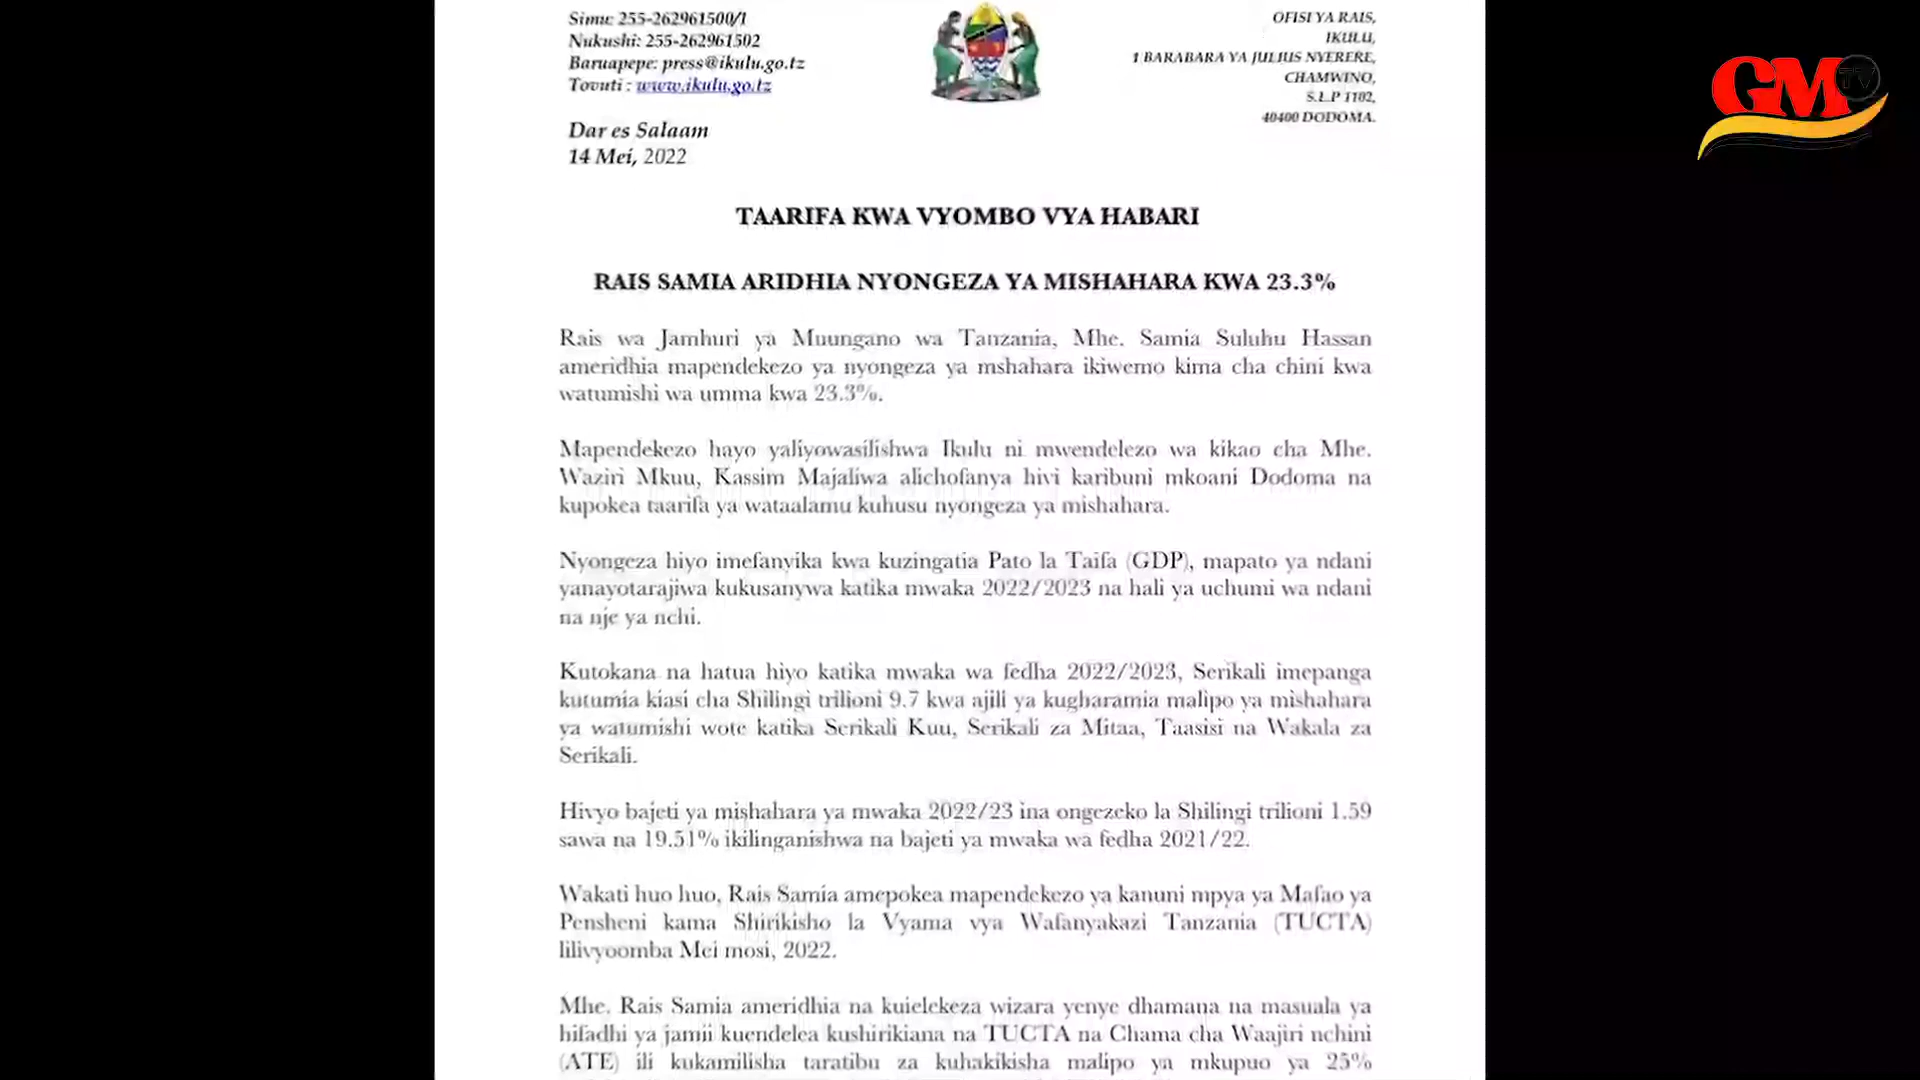 Simu: 255-262961500/1
Nukushi: 255-262961502
Baruapepe: press@ikulu.go.tz
Tovuti : www.ikulu.go.tz
OFISI YA RAIS,
IKULU,
1 BARABARA YA JULIUS NYERERE,
CHAMWINO,
S.L.P 1102,
40400 DODOMA.
GM TV
Dar es Salaam
14 Mei, 2022
TAARIFA KWA VYOMBO VYA HABARI
RAIS SAMIA ARIDHIA NYONGEZA YA MISHAHARA KWA 23.3%
Rais wa Jamhuri ya Muungano wa Tanzania, Mhe. Samia Suluhu Hassan
ameridhia mapendekezo ya nyongeza ya mshahara ikiwemo kima cha chini kwa
watumishi wa umma kwa 23.3%.
Mapendekezo hayo yaliyowasilishwa Ikulu ni mwendelezo wa kikao cha Mhe.
Waziri Mkuu, Kassim Majaliwa alichofanya hivi karibuni mkoani Dodoma na
kupokea taarifa ya wataalamu kuhusu nyongeza ya mishahara.
Nyongeza hiyo imefanyika kwa kuzingatia Pato la Taifa (GDP), mapato ya ndani
yanayotarajiwa kukusanywa katika mwaka 2022/2023 na hali ya uchumi wa ndani
na nje ya nchi.
Kutokana na hatua hiyo katika mwaka wa fedha 2022/2023, Serikali imepanga
kutumia kiasi cha Shilingi trilioni 9.7 kwa ajili ya kugharamia malipo ya mishahara
ya watumishi wote katika Serikali Kuu, Serikali za Mitaa, Taasisi na Wakala za
Serikali.
Hivyo bajeti ya mishahara ya mwaka 2022/23 ina ongezeko la Shilingi trilioni 1.59
sawa na 19.51% ikilinganishwa na bajeti ya mwaka wa fedha 2021/22.
Wakati huo huo, Rais Samia amepokea mapendekezo ya kanuni mpya ya Mafao ya
Pensheni kama Shirikisho la Vyama vya Wafanyakazi Tanzania (TUCTA)
lilivyoomba Mei mosi, 2022.
Mhe. Rais Samia ameridhia na kuielekeza wizara yenye dhamana na masuala ya
hifadhi ya jamii kuendelea kushirikiana na TUCTA na Chama cha Waajiri nchini
(ATE) ili kukamilisha taratibu za kuhakikisha malipo ya mkupuo ya 25%